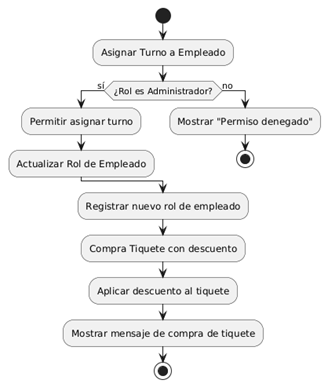 Asignar Turno a Empleado
¿Rol es Administrador?
sí
no
Permitir asignar turno
Mostrar "Permiso denegado"
Actualizar Rol de Empleado
Registrar nuevo rol de empleado
Compra Tiquete con descuento
Aplicar descuento al tiquete
Mostrar mensaje de compra de tiquete